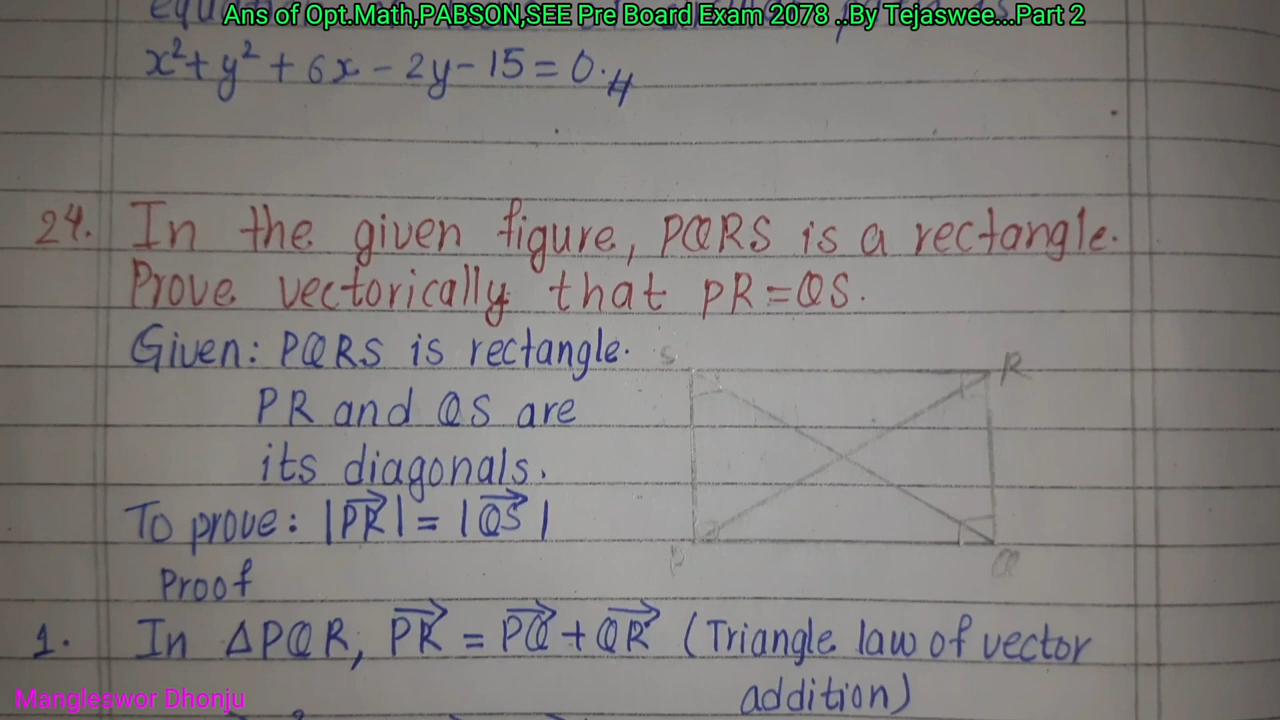 Ans of Opt.Math,PABSON,SEE Pre Board Exam 2078 ..By Tejaswee...Part 2
x² + y² + 6x - 2y - 15 = 0.#
24. In the given figure, PQRS is a rectangle.
Prove vectorically that PR = QS.
Given: PQRS is rectangle.
PR and QS are
its diagonals.
S R
P Q
To prove: |PR→| = |QS→|
Proof
1. In ΔPQR, PR→ = PQ→ + QR→ (Triangle law of vector
addition)
Mangleswor Dhonju